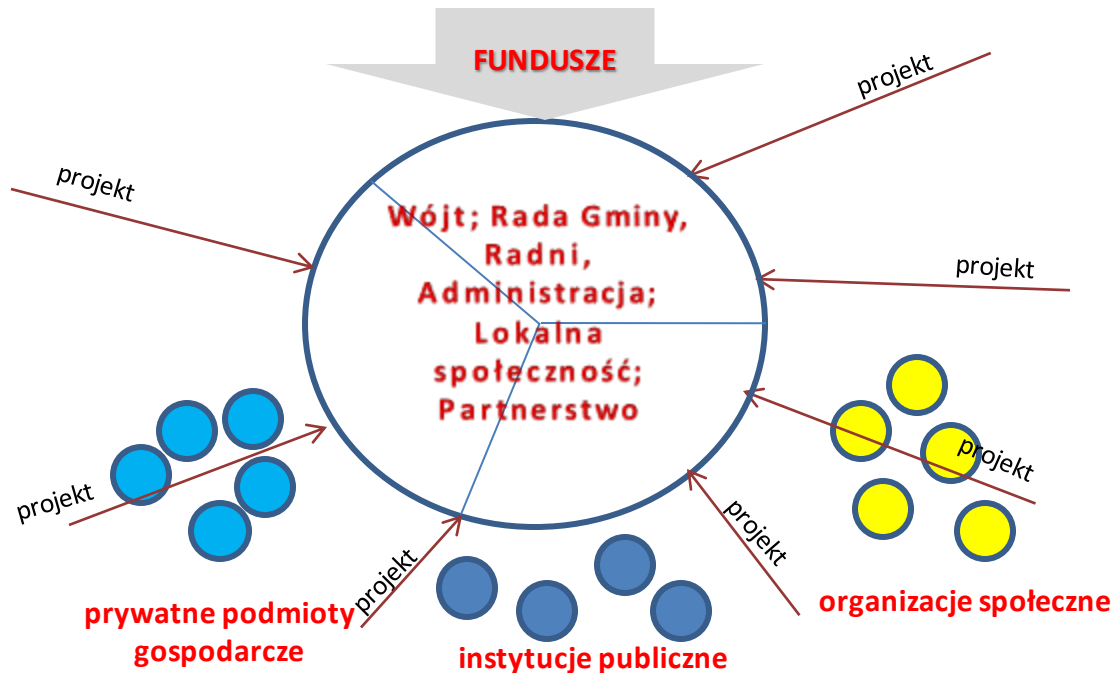 FUNDUSZE
projekt
projekt
Wójt; Rada Gminy,
Radni,
Administracja;
Lokalna
społeczność;
Partnerstwo
projekt
projekt
projekt
projekt
projekt
prywatne podmioty
gospodarcze
instytucje publiczne
organizacje społeczne